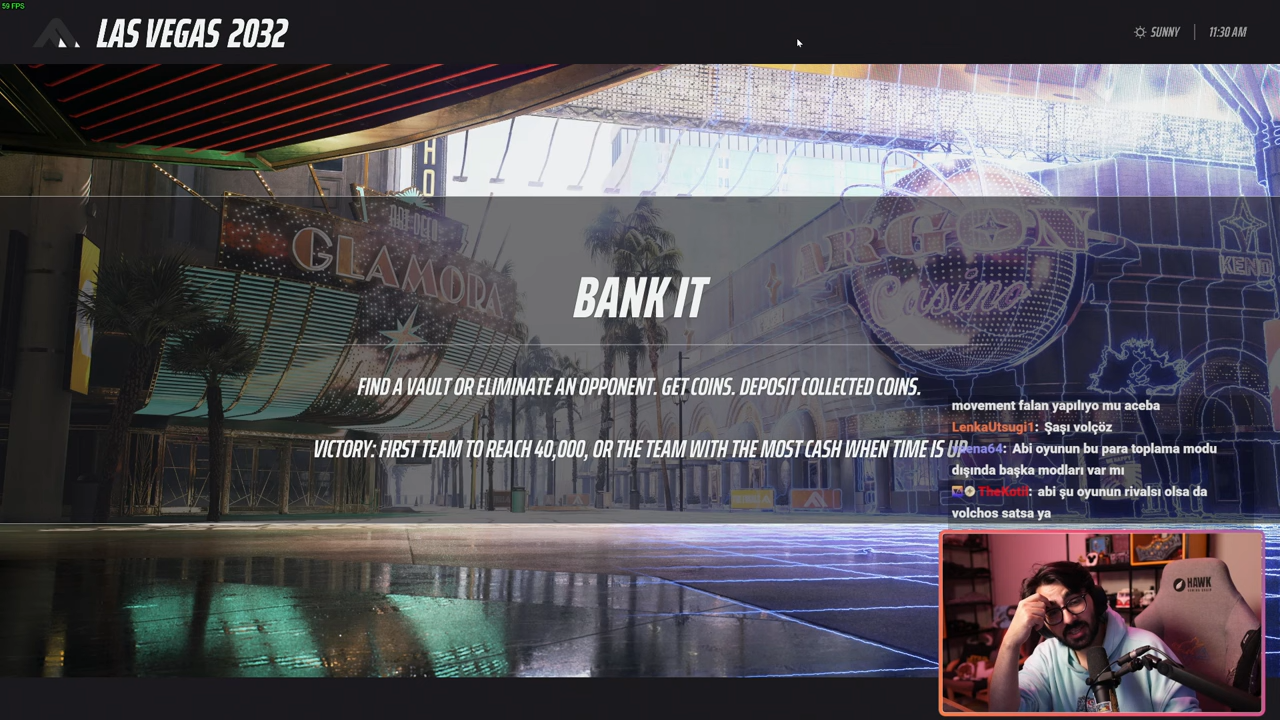 59 FPS
LAS VEGAS 2032
SUNNY
11:30 AM
HO
ART DECO
GLAMORA
ARGON
Casino
KENO
BANK IT
FIND A VAULT OR ELIMINATE AN OPPONENT. GET COINS. DEPOSIT COLLECTED COINS.
VICTORY: FIRST TEAM TO REACH 40,000, OR THE TEAM WITH THE MOST CASH WHEN TIME IS UP
movement falan yapılıyo mu aceba
LenkaUtsugi1: Şaşı volçöz
Abi oyunun bu para toplama modu
dışında başka modları var mı
TheKotil: abi şu oyunun rivalsı olsa da
volchos satsa ya
HAWK